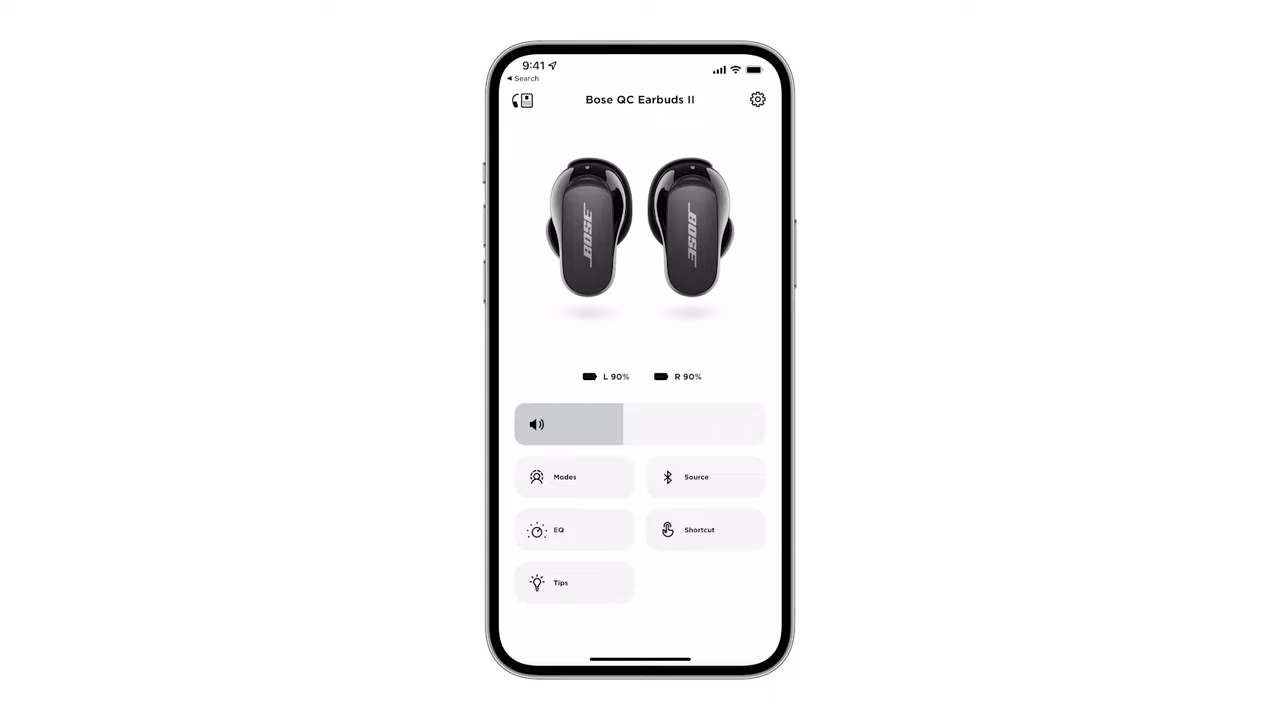 9:41
Search
Bose QC Earbuds II
BOSE
BOSE
L 90%
R 90%
Modes
Source
EQ
Shortcut
Tips